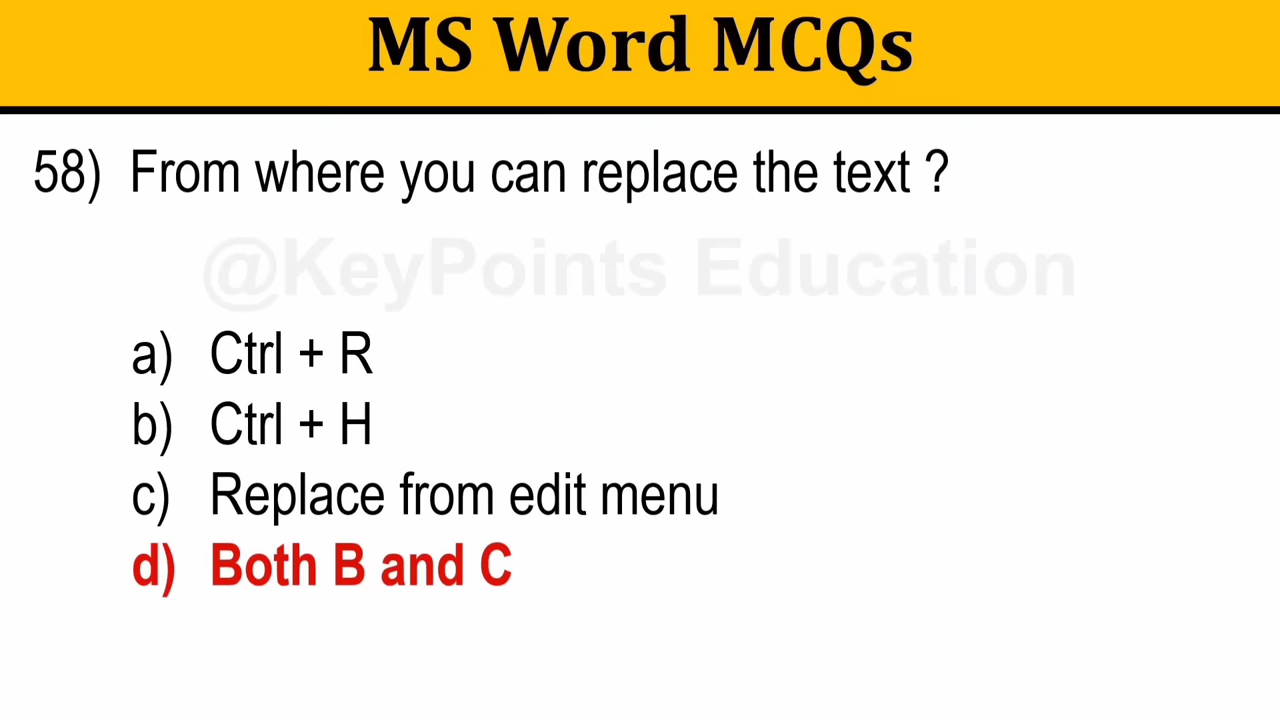 MS Word MCQs
58) From where you can replace the text ?
@KeyPoints Education
a) Ctrl + R
b) Ctrl + H
c) Replace from edit menu
d) Both B and C